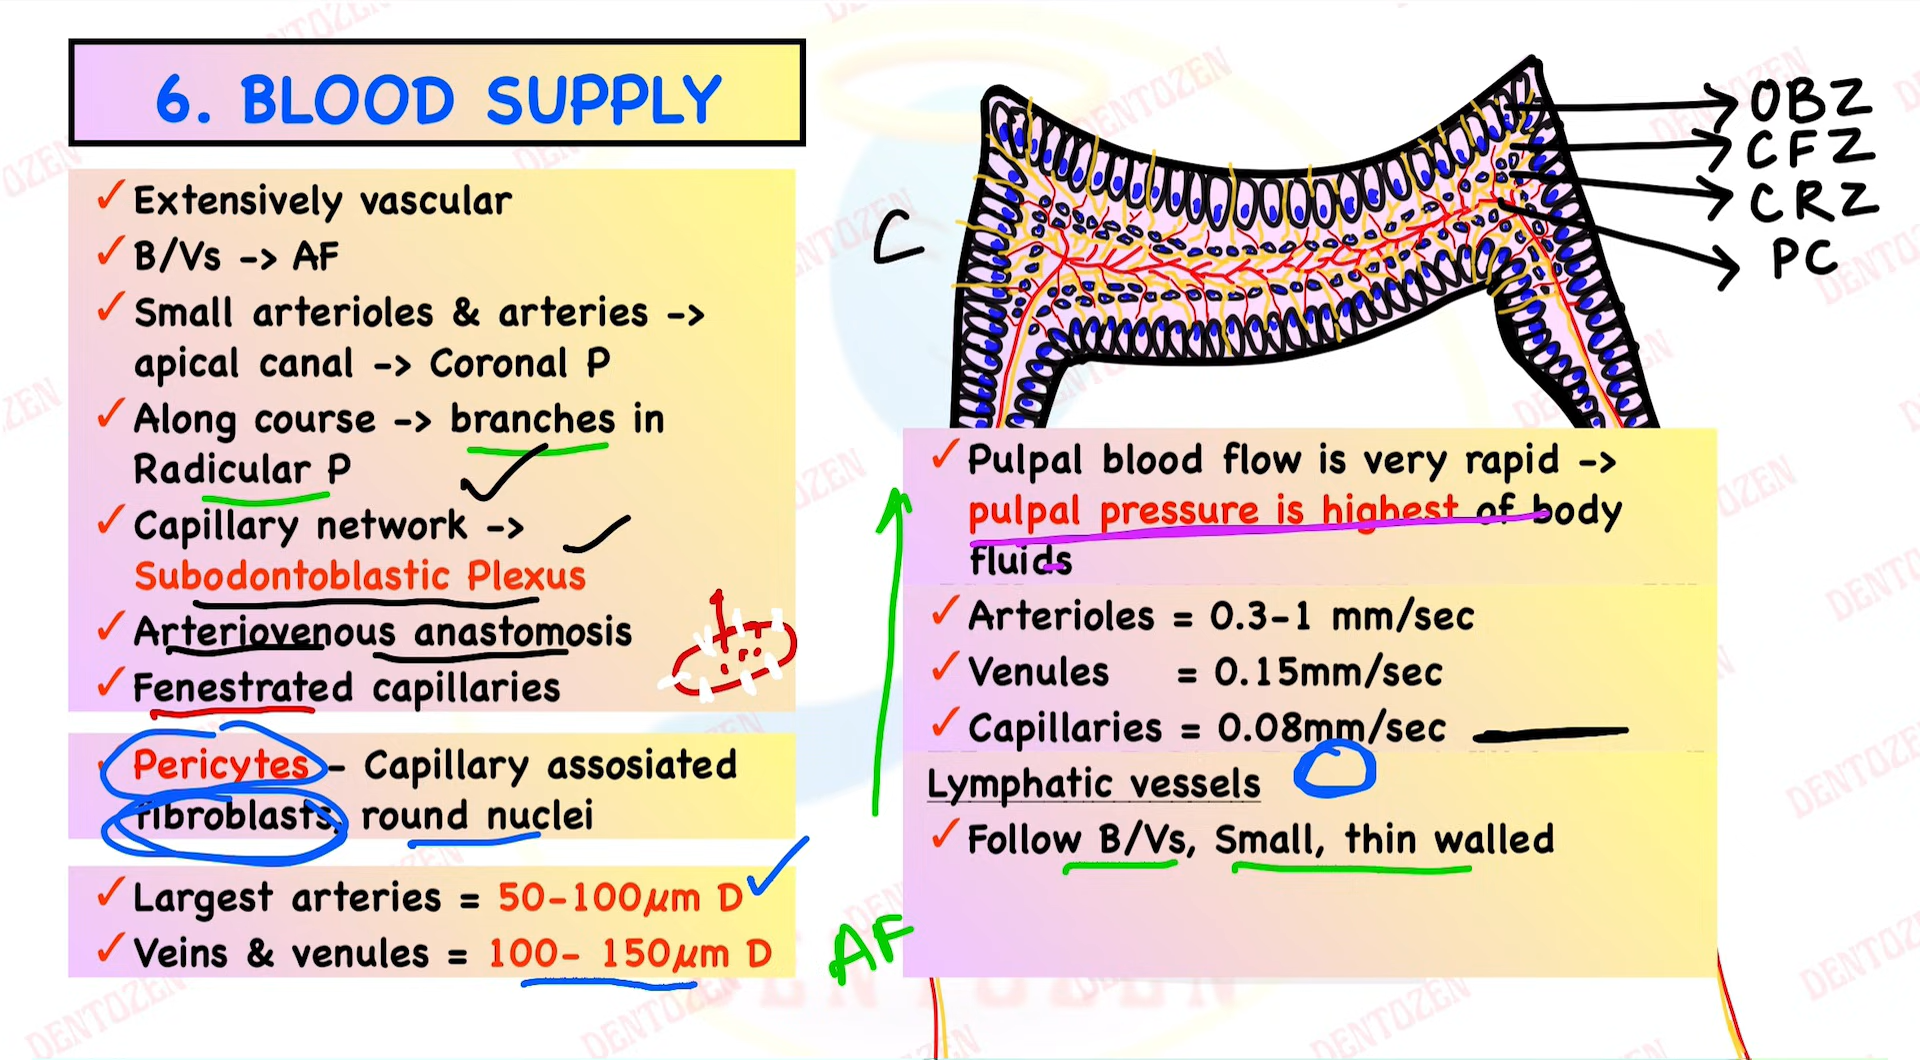 6. BLOOD SUPPLY
✓ Extensively vascular
✓ B/Vs -> AF
✓ Small arterioles & arteries ->
apical canal -> Coronal P
✓ Along course -> branches in
Radicular P
✓ Capillary network ->
Subodontoblastic Plexus
✓ Arteriovenous anastomosis
✓ Fenestrated capillaries
Pericytes - Capillary assosiated
fibroblasts, round nuclei
✓ Largest arteries = 50-100μm D
✓ Veins & venules = 100- 150μm D
C
OBZ
CFZ
CRZ
PC
✓ Pulpal blood flow is very rapid ->
pulpal pressure is highest of body
fluids
✓ Arterioles = 0.3-1 mm/sec
✓ Venules = 0.15mm/sec
✓ Capillaries = 0.08mm/sec
Lymphatic vessels
✓ Follow B/Vs, Small, thin walled
AF
DENTOZEN